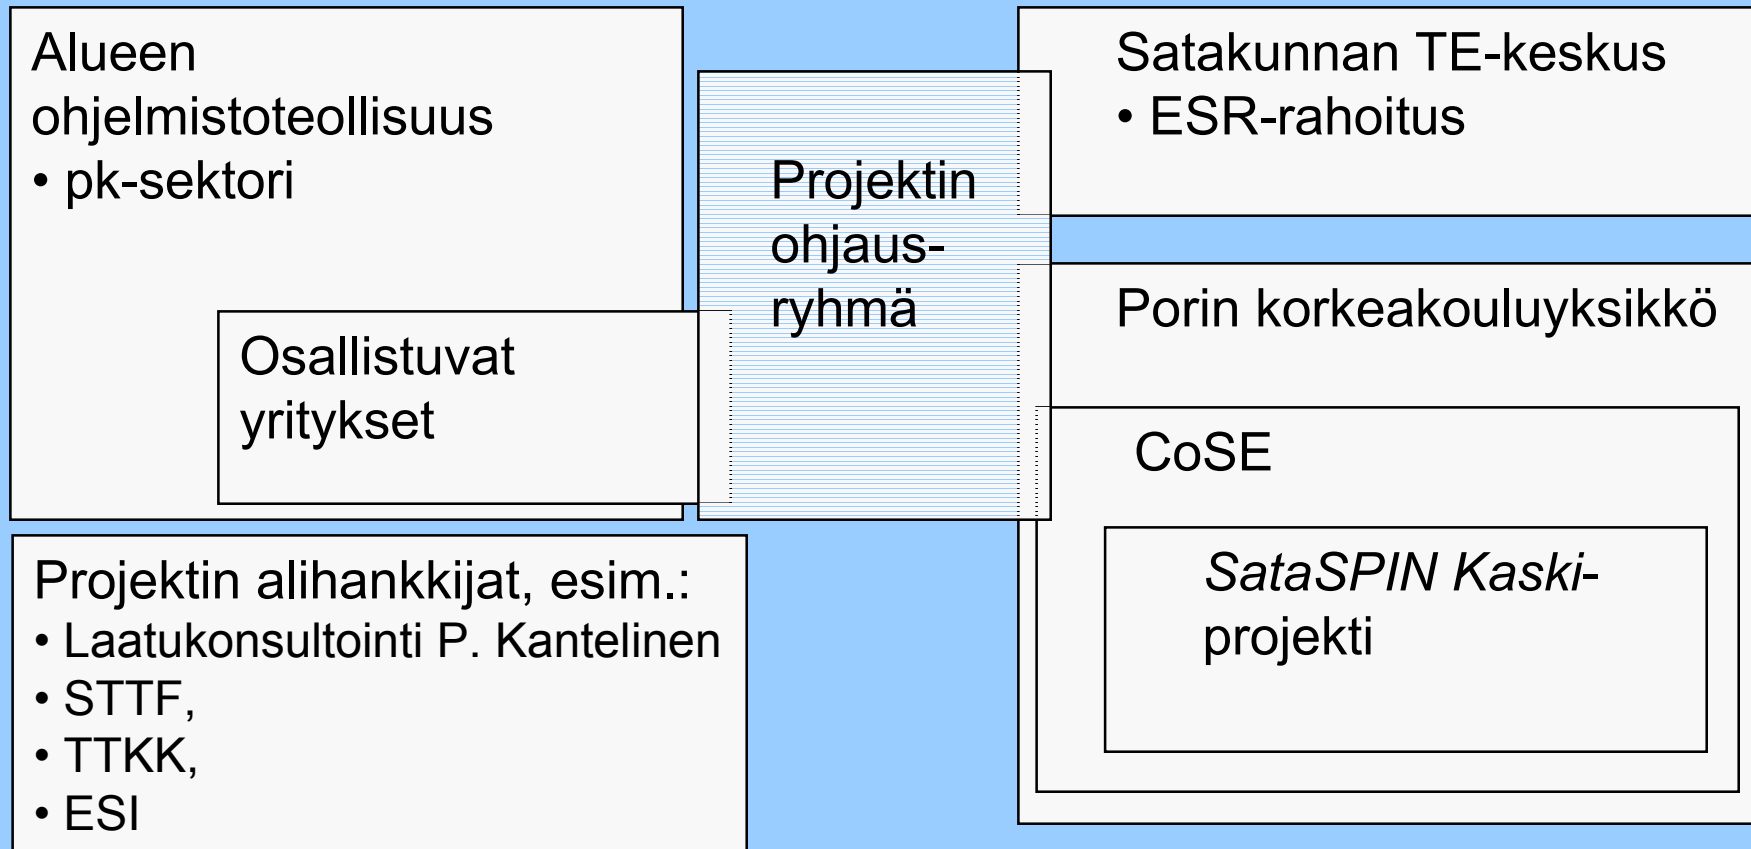 Alueen
ohjelmistoteollisuus
• pk-sektori
Osallistuvat
yritykset
Projektin
ohjaus-
ryhmä
Satakunnan TE-keskus
• ESR-rahoitus
Porin korkeakouluyksikkö
CoSE
SataSPIN Kaski-
projekti
Projektin alihankkijat, esim.:
• Laatukonsultointi P. Kantelinen
• STTF,
• TTKK,
• ESI